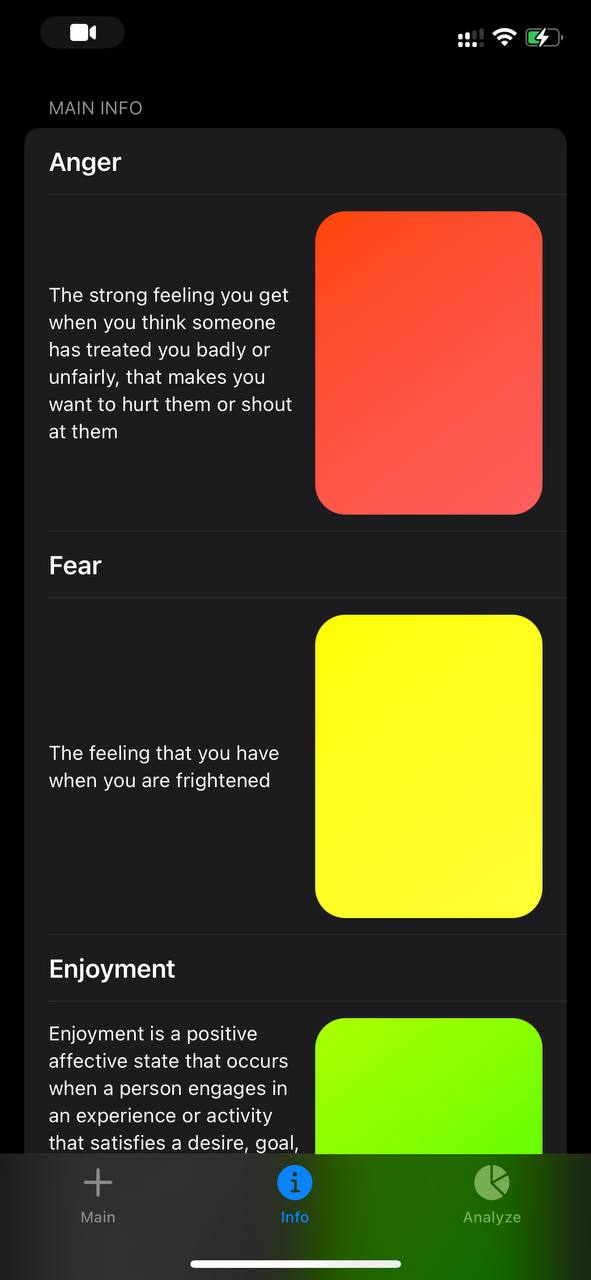 MAIN INFO
Anger
The strong feeling you get
when you think someone
has treated you badly or
unfairly, that makes you
want to hurt them or shout
at them
Fear
The feeling that you have
when you are frightened
Enjoyment
Enjoyment is a positive
affective state that occurs
when a person engages in
an experience or activity
that satisfies a desire, goal,
Main
Info
Analyze